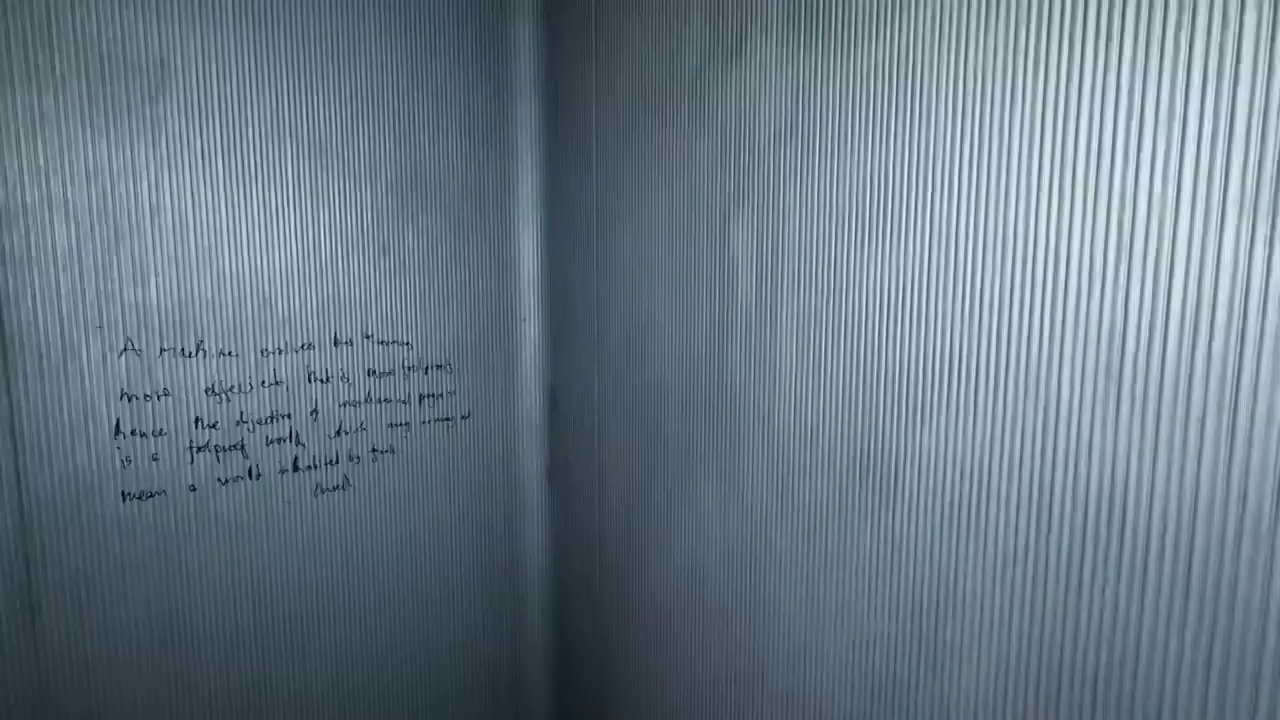 A machine evolves by becoming
more efficient, that is, more foolproof,
hence the objective of mechanical progress
is a foolproof world, which may or may not
mean a world inhabited by fools